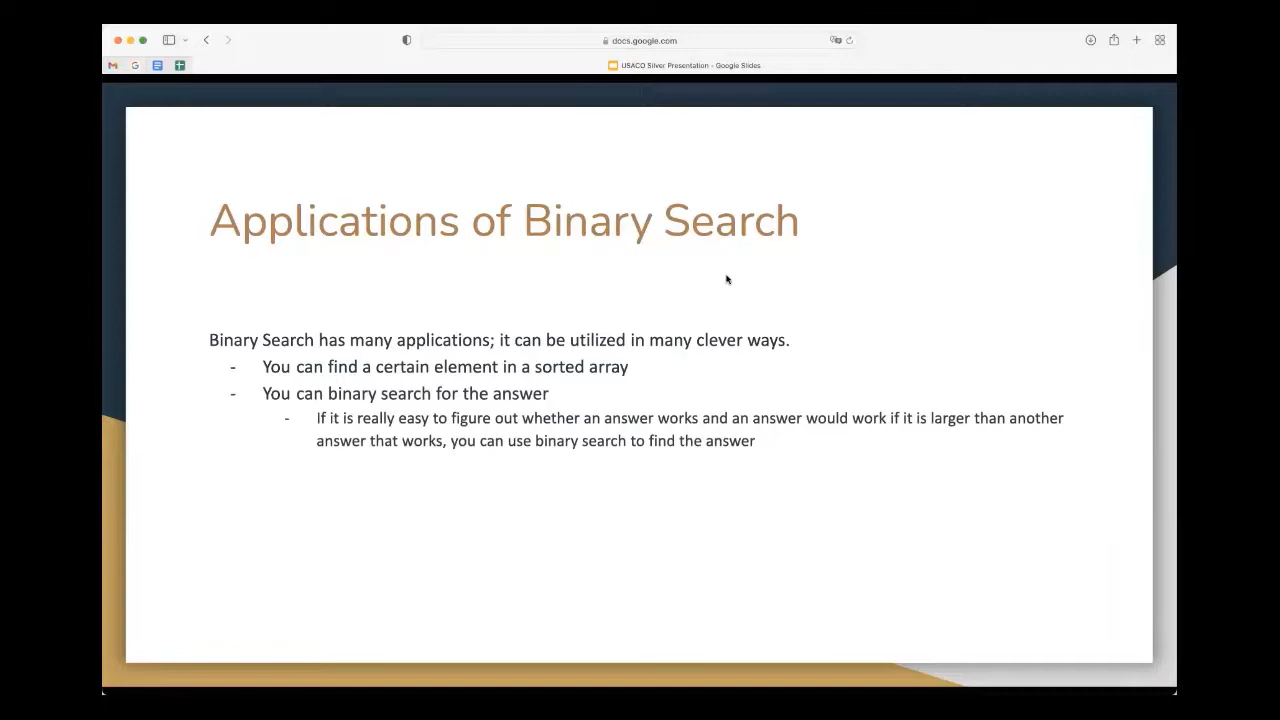 docs.google.com
USACO Silver Presentation - Google Slides
Applications of Binary Search
Binary Search has many applications; it can be utilized in many clever ways.
- You can find a certain element in a sorted array
- You can binary search for the answer
- If it is really easy to figure out whether an answer works and an answer would work if it is larger than another
answer that works, you can use binary search to find the answer